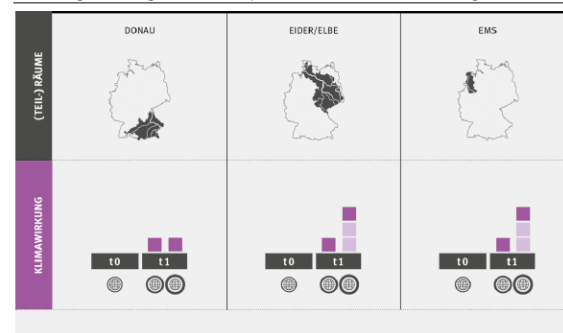 DONAU
EIDER/ELBE
EMS
(TEIL-) RÄUME
KLIMAWIRKUNG
t0 t1
t0 t1
t0 t1